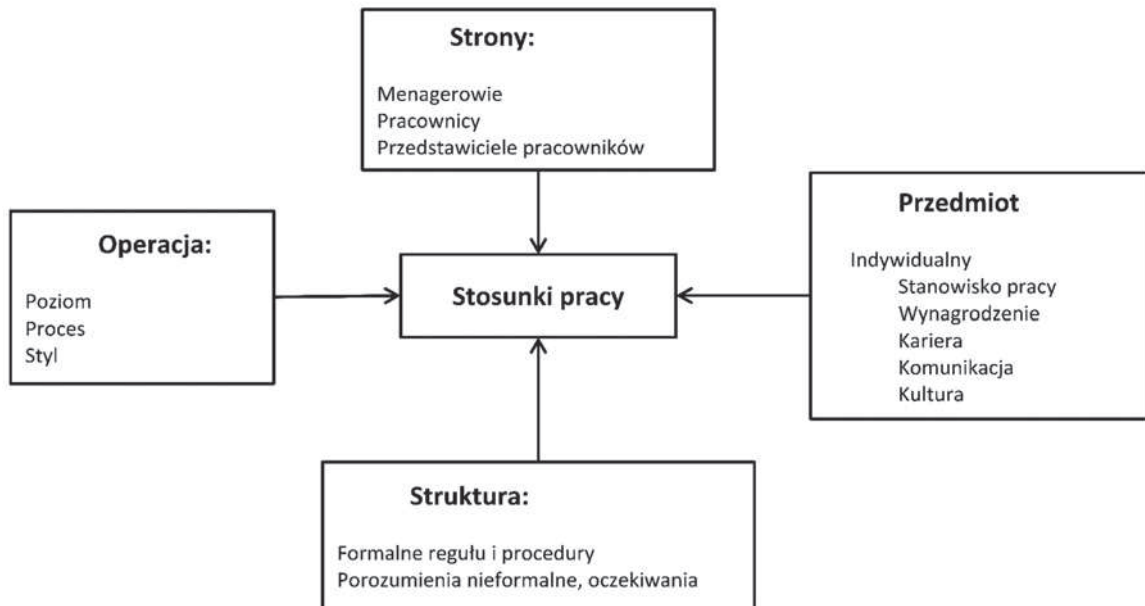 Strony:
Menagerowie
Pracownicy
Przedstawiciele pracowników
Operacja:
Poziom
Proces
Styl
Stosunki pracy
Przedmiot
Indywidualny
Stanowisko pracy
Wynagrodzenie
Kariera
Komunikacja
Kultura
Struktura:
Formalne regułu i procedury
Porozumienia nieformalne, oczekiwania